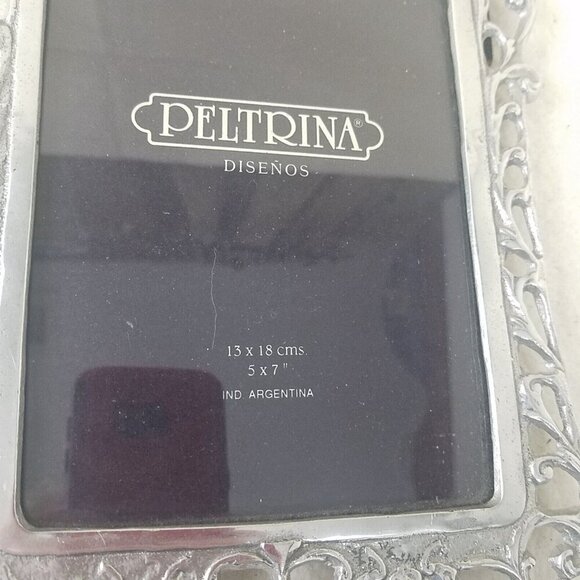 PELTRINA®
DISEÑOS
13 x 18 cms.
5 x 7"
IND. ARGENTINA